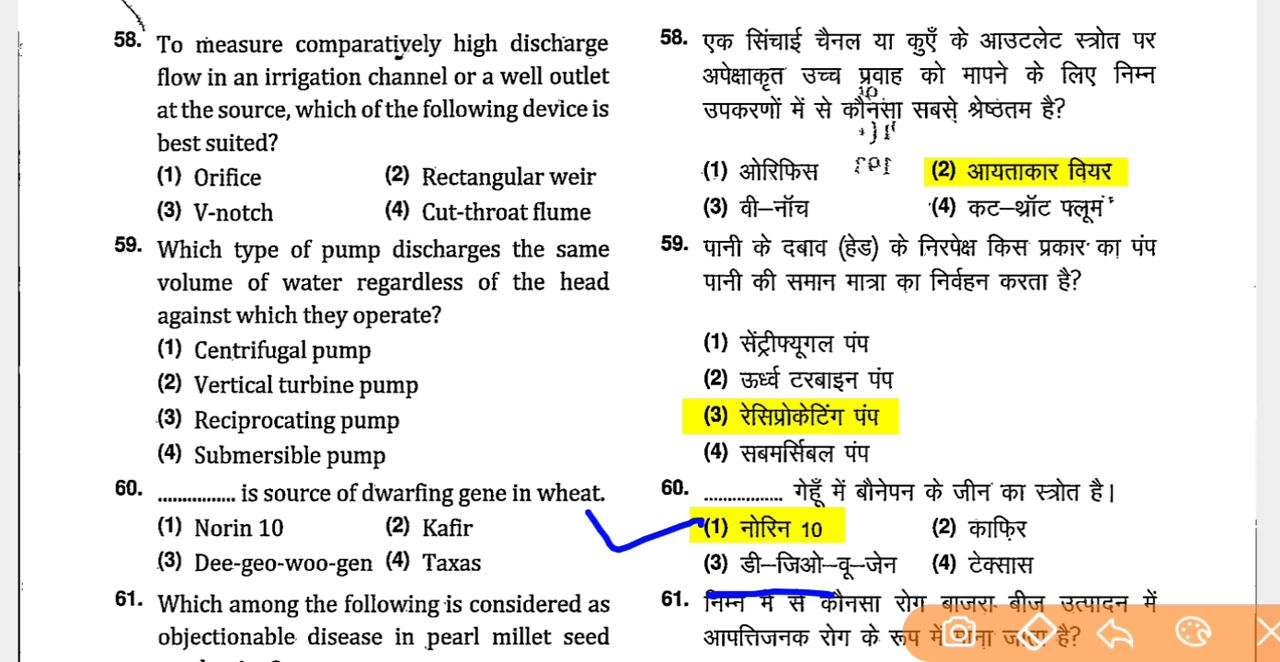 58. To measure comparatively high discharge
flow in an irrigation channel or a well outlet
at the source, which of the following device is
best suited?
(1) Orifice (2) Rectangular weir
(3) V-notch (4) Cut-throat flume
59. Which type of pump discharges the same
volume of water regardless of the head
against which they operate?
(1) Centrifugal pump
(2) Vertical turbine pump
(3) Reciprocating pump
(4) Submersible pump
60. ................ is source of dwarfing gene in wheat.
(1) Norin 10 (2) Kafir
(3) Dee-geo-woo-gen (4) Taxas
61. Which among the following is considered as
objectionable disease in pearl millet seed
58. एक सिंचाई चैनल या कुएँ के आउटलेट स्त्रोत पर
अपेक्षाकृत उच्च प्रवाह को मापने के लिए निम्न
उपकरणों में से कौनसा सबसे श्रेष्ठतम है?
(1) ओरिफिस (2) आयताकार वियर
(3) वी–नॉच (4) कट–थ्रॉट फ्लूम
59. पानी के दबाव (हेड) के निरपेक्ष किस प्रकार का पंप
पानी की समान मात्रा का निर्वहन करता है?
(1) सेंट्रीफ्यूगल पंप
(2) ऊर्ध्व टरबाइन पंप
(3) रेसिप्रोकेटिंग पंप
(4) सबमर्सिबल पंप
60. ................ गेहूँ में बौनेपन के जीन का स्त्रोत है।
(1) नोरिन 10 (2) काफ़िर
(3) डी–जिओ–वू–जेन (4) टेक्सास
61. निम्न में से कौनसा रोग बाजरा बीज उत्पादन में
आपत्तिजनक रोग के रूप में माना जाता है?